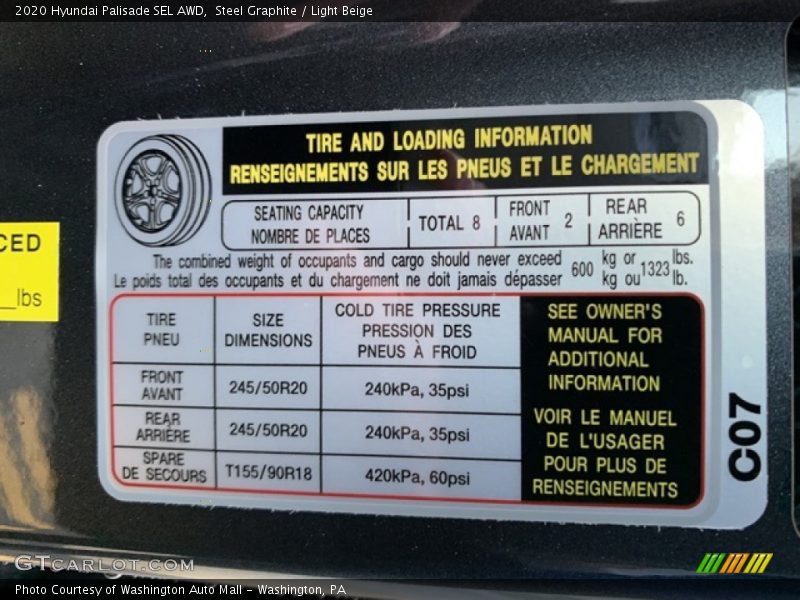 2020 Hyundai Palisade SEL AWD, Steel Graphite / Light Beige
TIRE AND LOADING INFORMATION
RENSEIGNEMENTS SUR LES PNEUS ET LE CHARGEMENT
SEATING CAPACITY
NOMBRE DE PLACES
TOTAL 8
FRONT
AVANT 2
REAR
ARRIÈRE 6
The combined weight of occupants and cargo should never exceed
Le poids total des occupants et du chargement ne doit jamais dépasser
600
kg or
kg ou
1323
lbs.
lb.
TIRE
PNEU
SIZE
DIMENSIONS
COLD TIRE PRESSURE
PRESSION DES
PNEUS À FROID
FRONT
AVANT
245/50R20
240kPa, 35psi
REAR
ARRIÈRE
245/50R20
240kPa, 35psi
SPARE
DE SECOURS
T155/90R18
420kPa, 60psi
SEE OWNER'S
MANUAL FOR
ADDITIONAL
INFORMATION
VOIR LE MANUEL
DE L'USAGER
POUR PLUS DE
RENSEIGNEMENTS
C07
CED
_lbs
GTCARLOT.COM
Photo Courtesy of Washington Auto Mall - Washington, PA